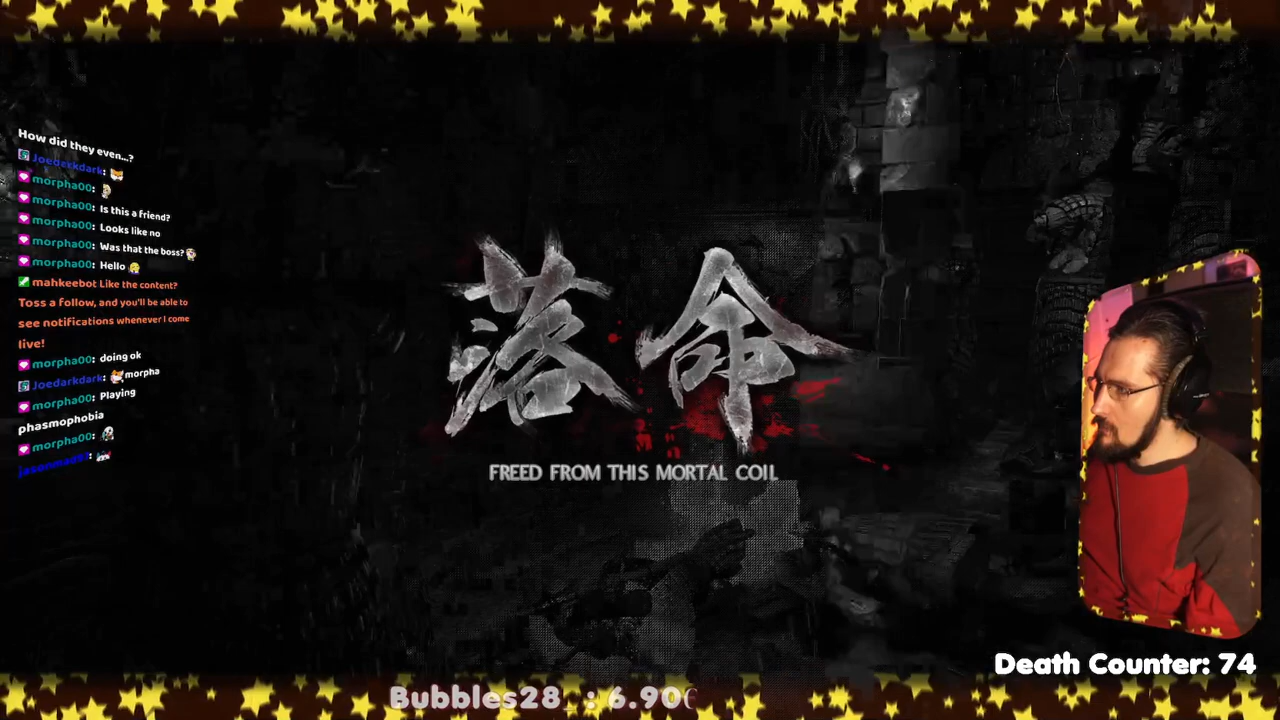 How did they even...?
Joedarkdark:
morpha00:
morpha00: Is this a friend?
morpha00: Looks like no
morpha00: Was that the boss?
morpha00: Hello
mahkeebot Like the content?
Toss a follow, and you'll be able to
see notifications whenever I come
live!
morpha00: doing ok
Joedarkdark: morpha
morpha00: Playing
phasmophobia
morpha00:
落命
FREED FROM THIS MORTAL COIL
Death Counter: 74
Bubbles28_: 6.90€